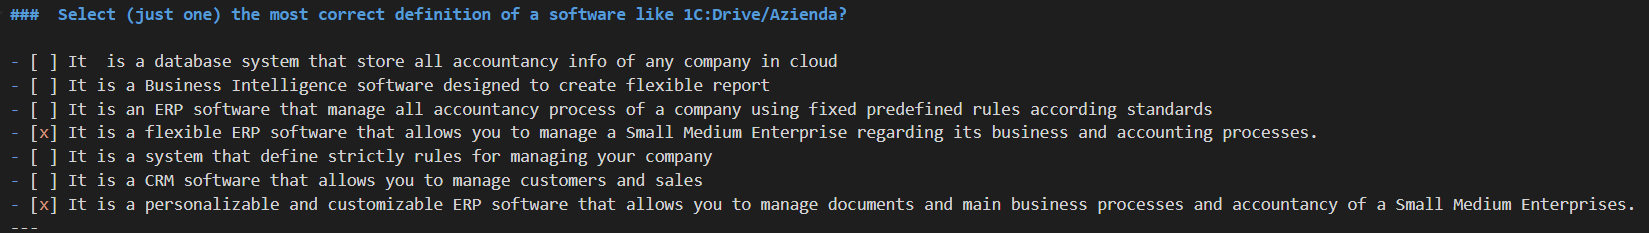 ###  Select (just one) the most correct definition of a software like 1C:Drive/Azienda?
- [ ] It  is a database system that store all accountancy info of any company in cloud
- [ ] It is a Business Intelligence software designed to create flexible report
- [ ] It is an ERP software that manage all accountancy process of a company using fixed predefined rules according standards
- [x] It is a flexible ERP software that allows you to manage a Small Medium Enterprise regarding its business and accounting processes.
- [ ] It is a system that define strictly rules for managing your company
- [ ] It is a CRM software that allows you to manage customers and sales
- [x] It is a personalizable and customizable ERP software that allows you to manage documents and main business processes and accountancy of a Small Medium Enterprises.
---